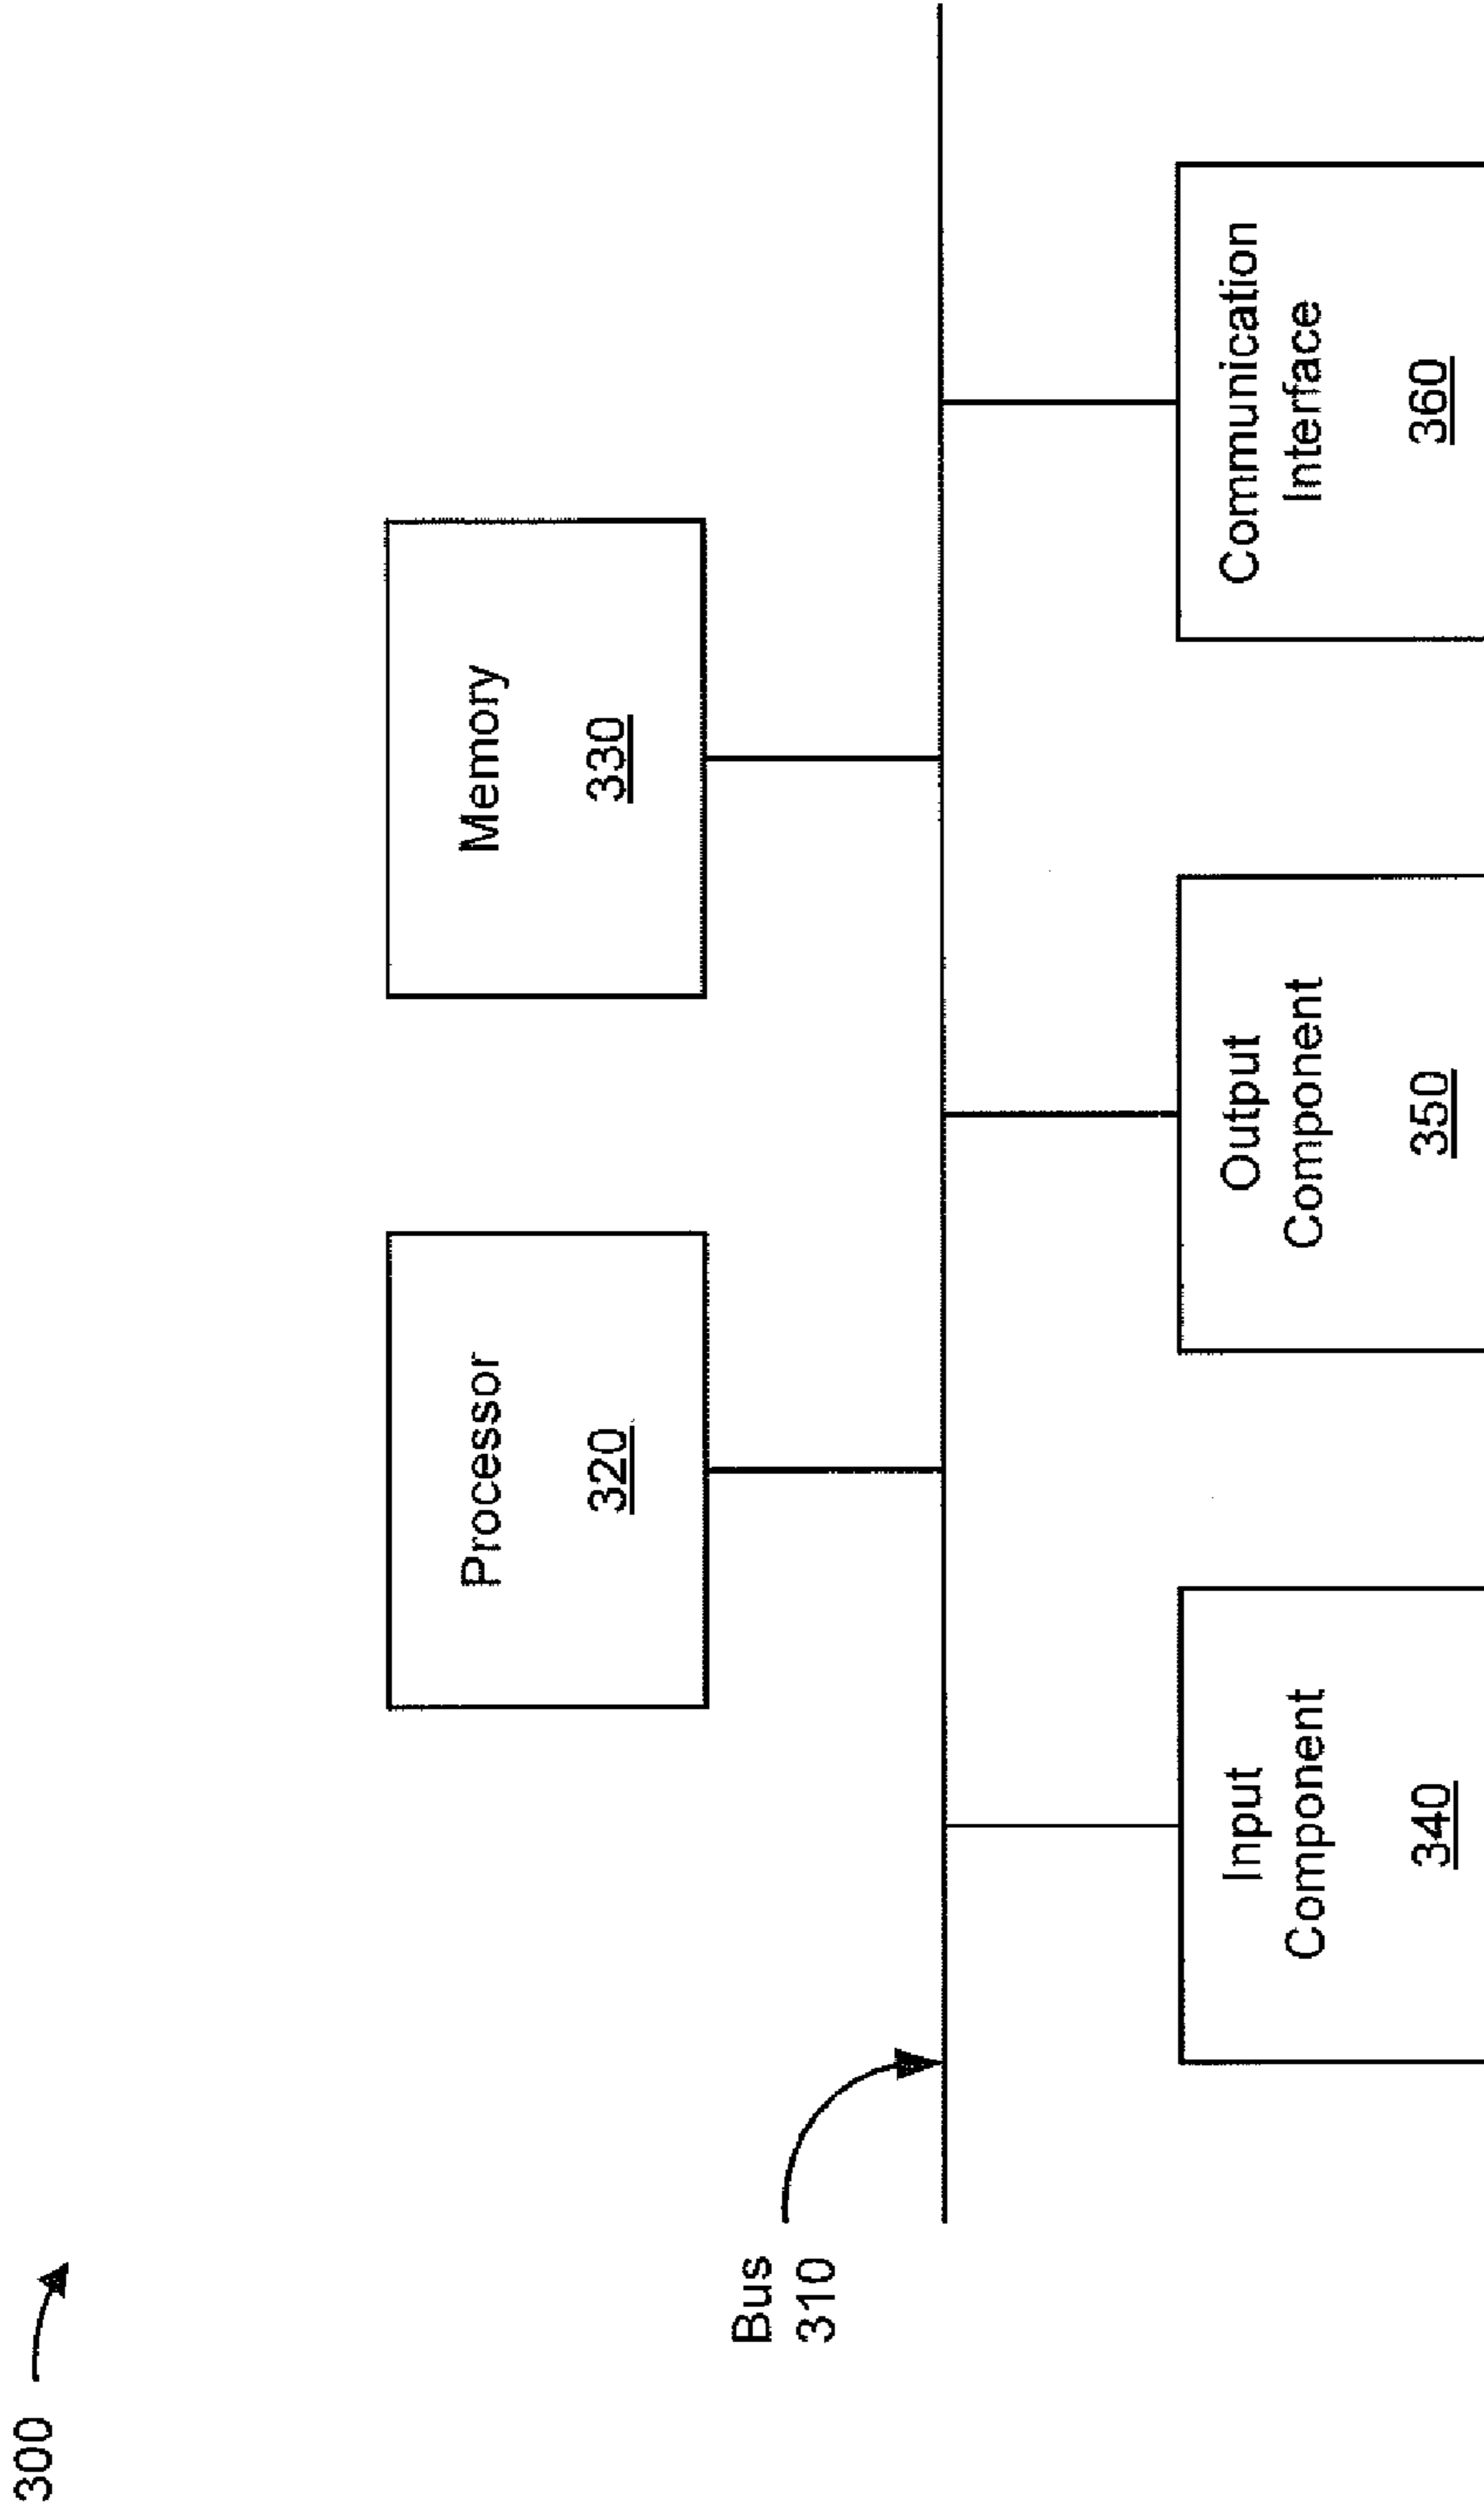 300
Processor
320
Memory
330
Bus
310
Input
Component
340
Output
Component
350
Communication
Interface
360